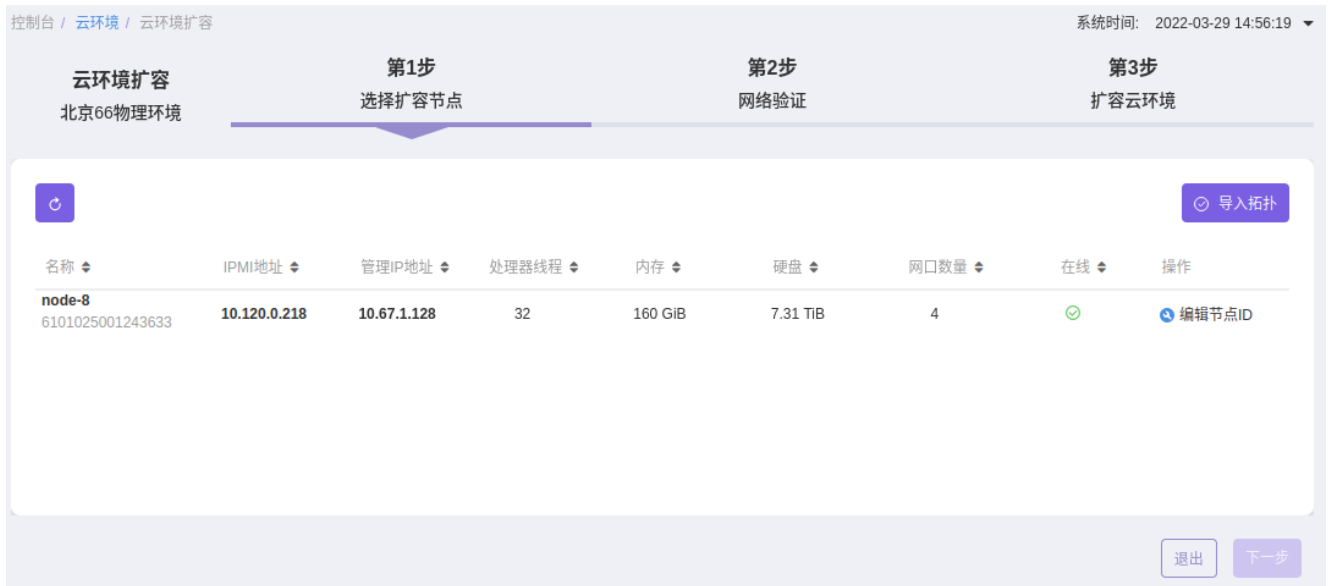 控制台 / 云环境 / 云环境扩容
系统时间: 2022-03-29 14:56:19
云环境扩容
北京66物理环境
第1步
选择扩容节点
第2步
网络验证
第3步
扩容云环境
导入拓扑
名称 IPMI地址 管理IP地址 处理器线程 内存 硬盘 网口数量 在线 操作
node-8
6101025001243633
10.120.0.218 10.67.1.128 32 160 GiB 7.31 TiB 4 编辑节点ID
退出 下一步